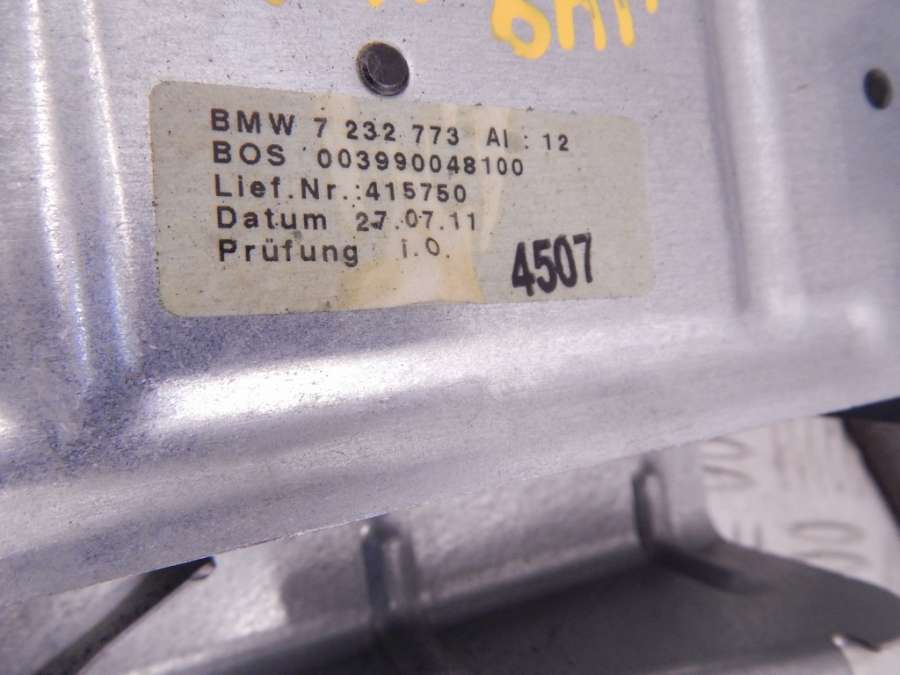 BMW 7 232 773 AI : 12
BOS 003990048100
Lief.Nr.:415750
Datum 27.07.11
Prüfung i.O.
4507